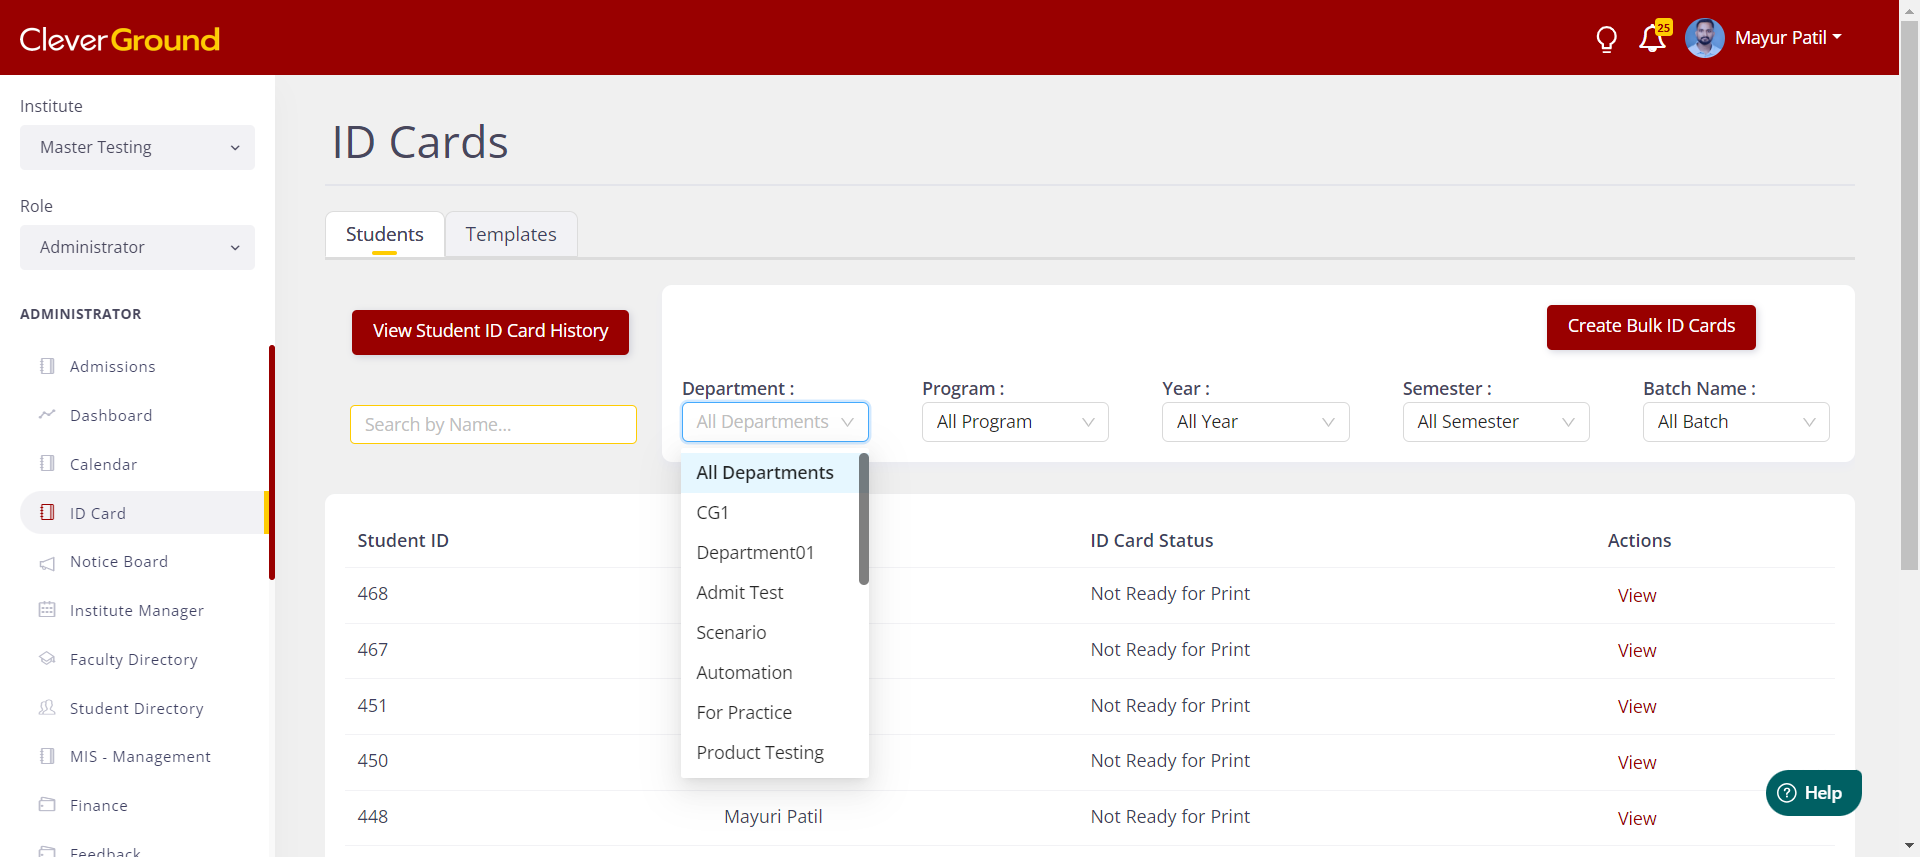 CleverGround
25
Mayur Patil
Institute
Master Testing
Role
Administrator
ADMINISTRATOR
Admissions
Dashboard
Calendar
ID Card
Notice Board
Institute Manager
Faculty Directory
Student Directory
MIS - Management
Finance
Feedback
ID Cards
Students
Templates
View Student ID Card History
Create Bulk ID Cards
Search by Name...
Department :
Program :
Year :
Semester :
Batch Name :
All Departments
All Program
All Year
All Semester
All Batch
All Departments
CG1
Department01
Admit Test
Scenario
Automation
For Practice
Product Testing
Student ID
ID Card Status
Actions
468
Not Ready for Print
View
467
Not Ready for Print
View
451
Not Ready for Print
View
450
Not Ready for Print
View
448
Mayuri Patil
Not Ready for Print
View
Help